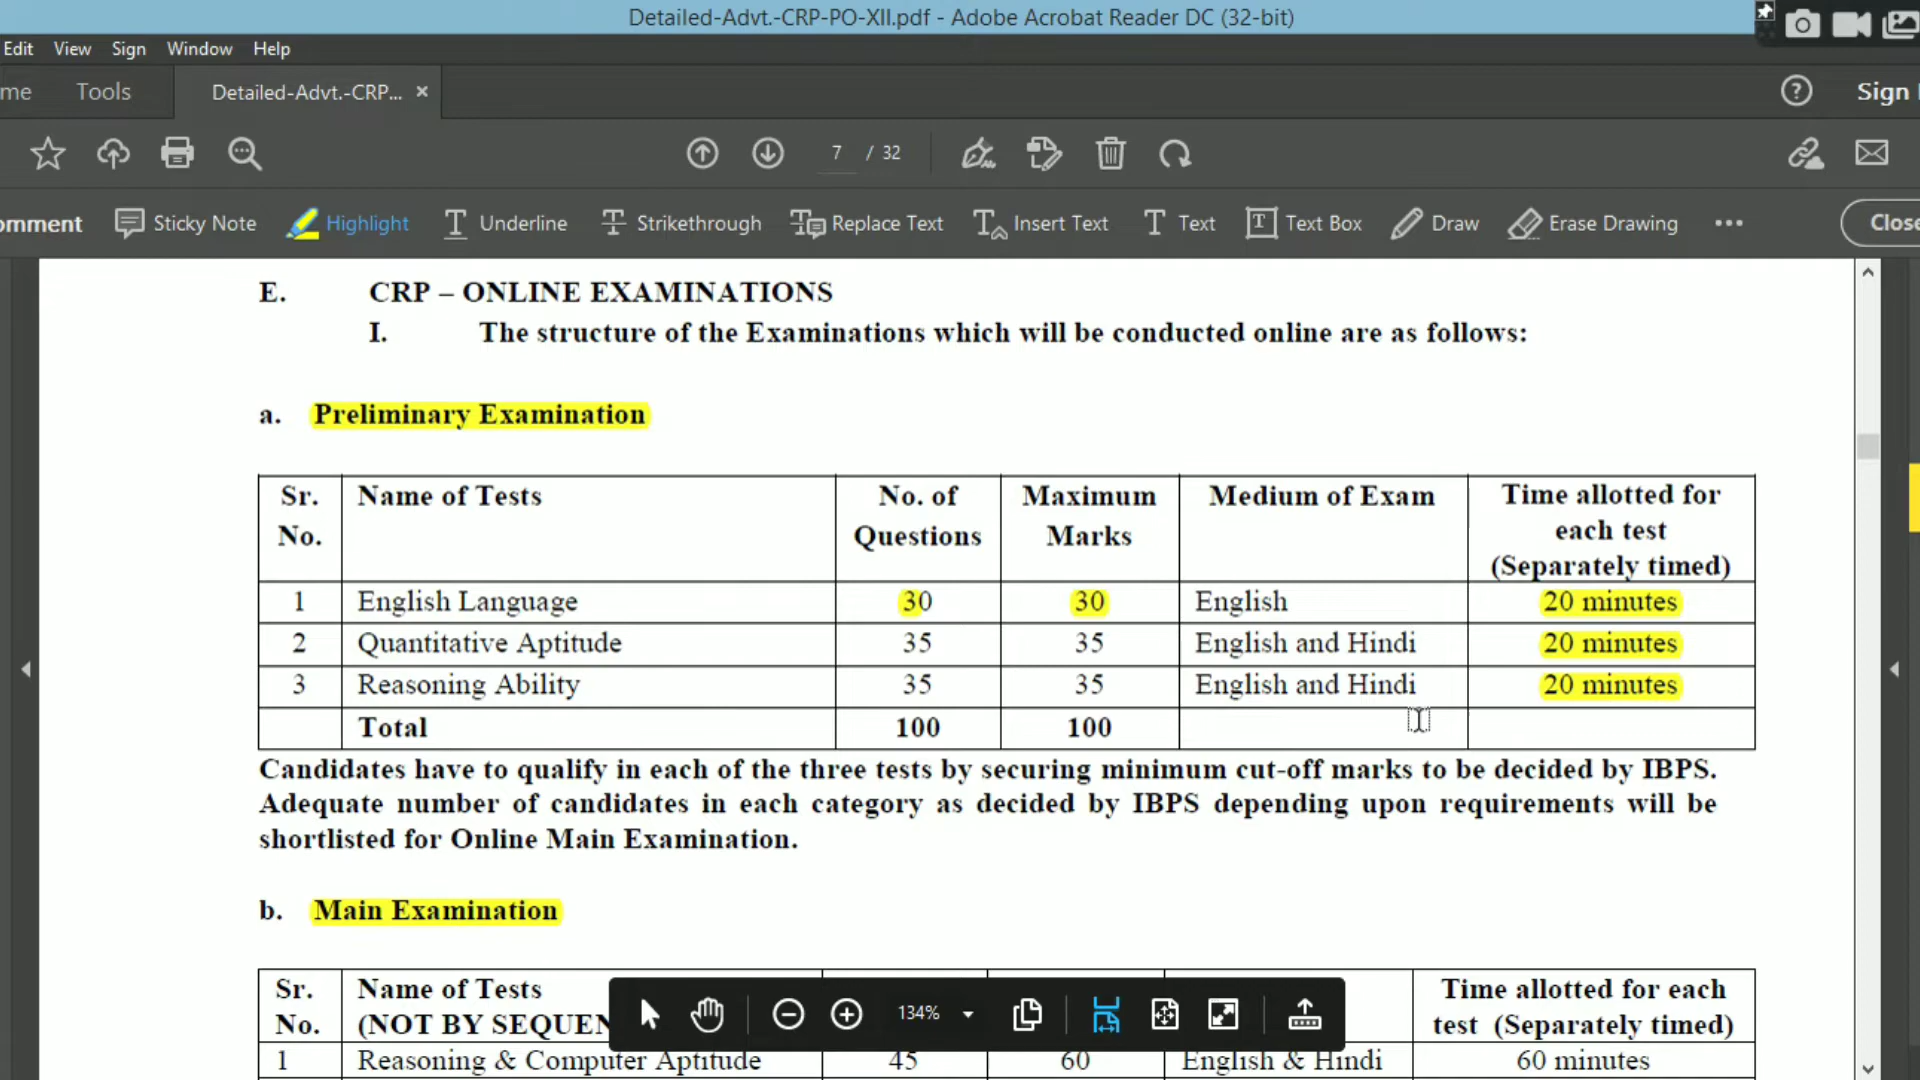 Detailed-Advt.-CRP-PO-XII.pdf - Adobe Acrobat Reader DC (32-bit)
Edit View Sign Window Help
me Tools Detailed-Advt.-CRP... × Sign
7 / 32
omment Sticky Note Highlight Underline Strikethrough Replace Text Insert Text Text Text Box Draw Erase Drawing ... Close
E. CRP – ONLINE EXAMINATIONS
I. The structure of the Examinations which will be conducted online are as follows:
a. Preliminary Examination
Sr. No. Name of Tests No. of Questions Maximum Marks Medium of Exam Time allotted for each test (Separately timed)
1 English Language 30 30 English 20 minutes
2 Quantitative Aptitude 35 35 English and Hindi 20 minutes
3 Reasoning Ability 35 35 English and Hindi 20 minutes
Total 100 100
Candidates have to qualify in each of the three tests by securing minimum cut-off marks to be decided by IBPS.
Adequate number of candidates in each category as decided by IBPS depending upon requirements will be
shortlisted for Online Main Examination.
b. Main Examination
Sr. No. Name of Tests (NOT BY SEQUEN Time allotted for each test (Separately timed)
134%
1 Reasoning & Computer Aptitude 45 60 English & Hindi 60 minutes